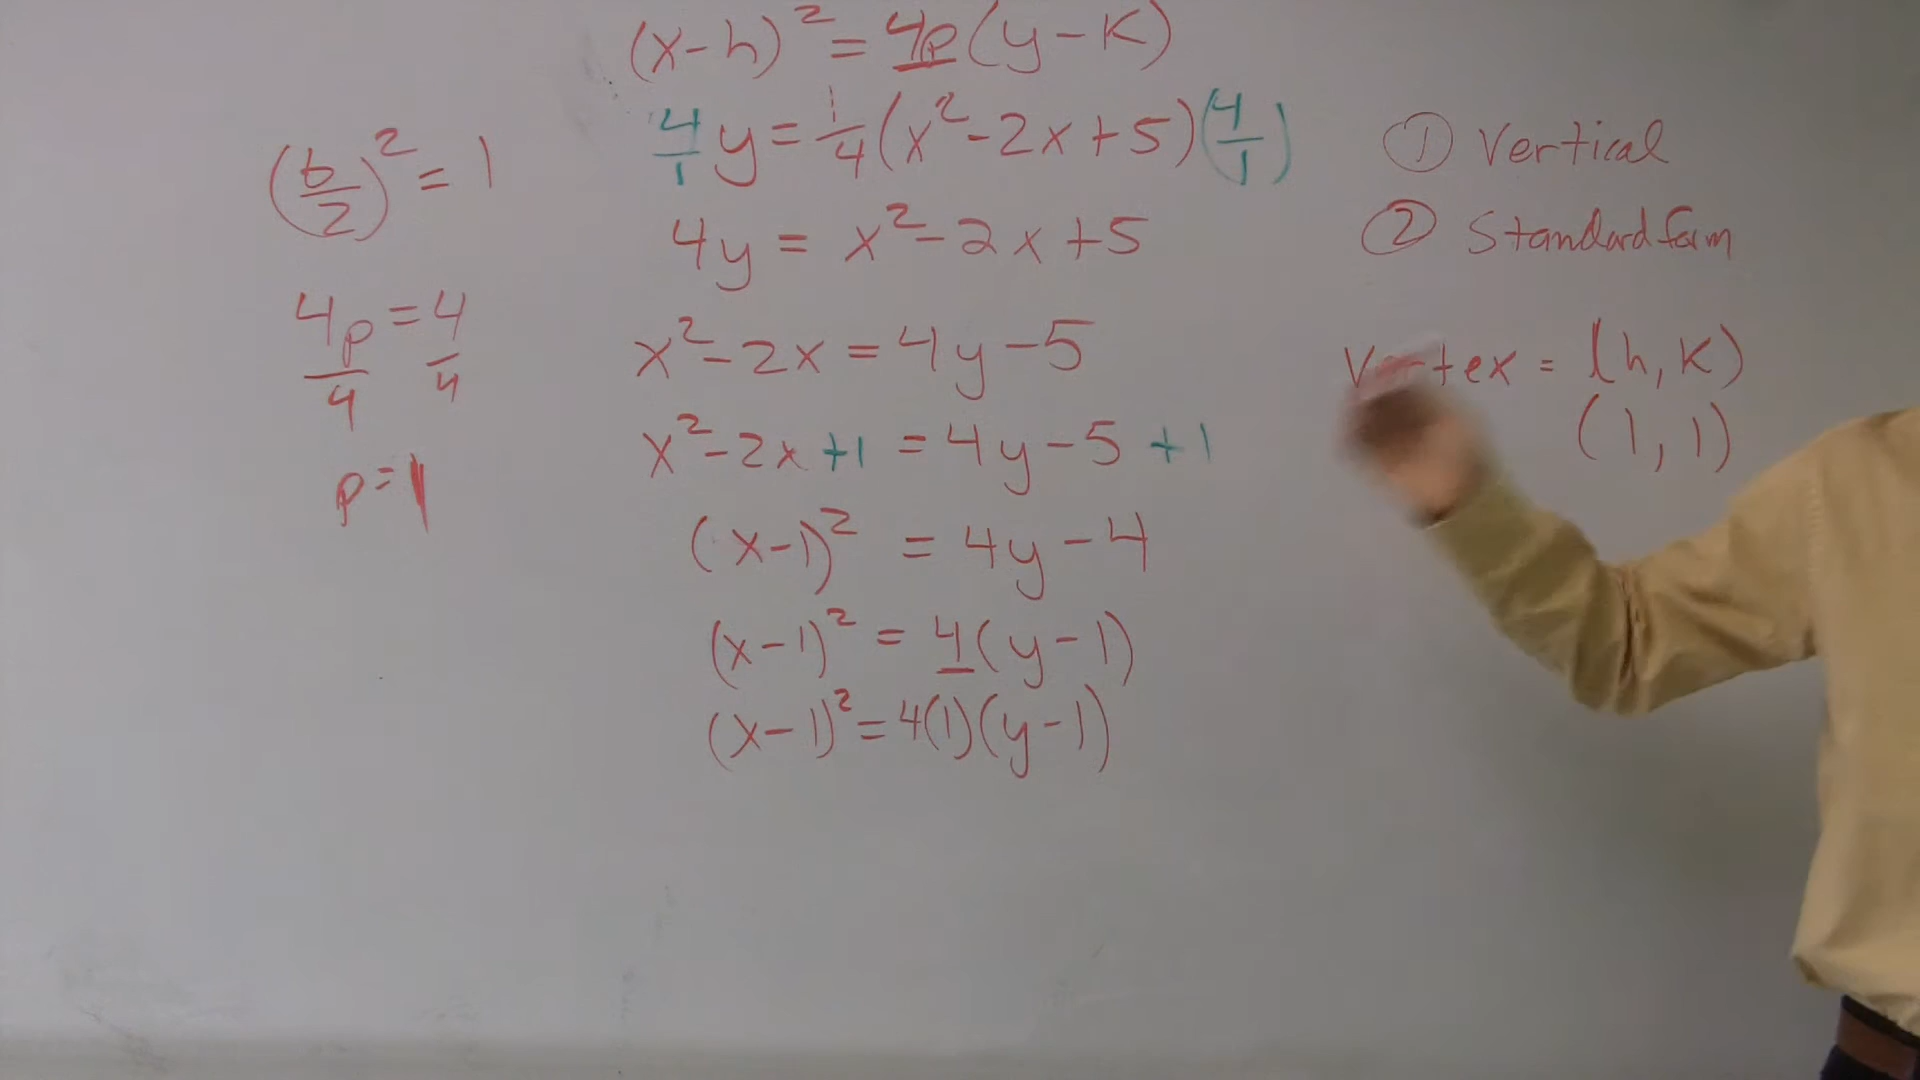 (x-h)² = 4p(y-k)
4/1 y = 1/4(x²-2x+5)(4/1)
4y = x²-2x+5
x²-2x = 4y-5
x²-2x+1 = 4y-5+1
(x-1)² = 4y-4
(x-1)² = 4(y-1)
(x-1)² = 4(1)(y-1)
(b/2)² = 1
4p/4 = 4/4
p=1
① Vertical
② Standard form
Vertex = (h,k)
(1,1)